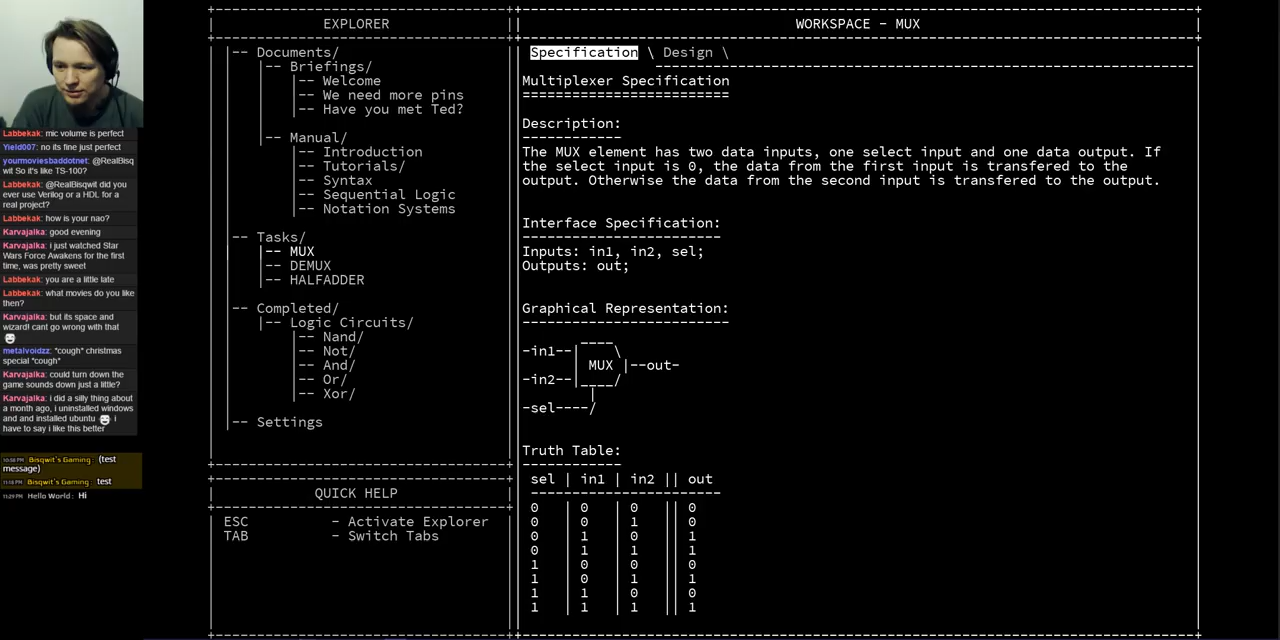 EXPLORER
|-- Documents/
|-- Briefings/
|-- Welcome
|-- We need more pins
|-- Have you met Ted?
|-- Manual/
|-- Introduction
|-- Tutorials/
|-- Syntax
|-- Sequential Logic
|-- Notation Systems
|-- Tasks/
|-- MUX
|-- DEMUX
|-- HALFADDER
|-- Completed/
|-- Logic Circuits/
|-- Nand/
|-- Not/
|-- And/
|-- Or/
|-- Xor/
|-- Settings
QUICK HELP
ESC - Activate Explorer
TAB - Switch Tabs
WORKSPACE - MUX
Specification \ Design \
Multiplexer Specification
=========================
Description:
------------
The MUX element has two data inputs, one select input and one data output. If
the select input is 0, the data from the first input is transfered to the
output. Otherwise the data from the second input is transfered to the output.
Interface Specification:
------------------------
Inputs: in1, in2, sel;
Outputs: out;
Graphical Representation:
-------------------------
-in1--|
MUX |--out-
-in2--|____/
-sel----/
Truth Table:
------------
sel | in1 | in2 || out
-----------------------
0 | 0 | 0 || 0
0 | 0 | 1 || 0
0 | 1 | 0 || 1
0 | 1 | 1 || 1
1 | 0 | 0 || 0
1 | 0 | 1 || 1
1 | 1 | 0 || 0
1 | 1 | 1 || 1
Labbekak: mic volume is perfect
Yield007: no its fine just perfect
yourmoviesbaddotnet: @RealBisq
wit So it's like TS-100?
Labbekak: @RealBisqwit did you
ever use Verilog or a HDL for a
real project?
Labbekak: how is your nao?
Karvajalka: good evening
Karvajalka: i just watched Star
Wars Force Awakens for the first
time, was pretty sweet
Labbekak: you are a little late
Labbekak: what movies do you like
then?
Karvajalka: but its space and
wizard! cant go wrong with that
metalvoidzz: *cough* christmas
special *cough*
Karvajalka: could turn down the
game sounds down just a little?
Karvajalka: i did a silly thing about
a month ago, i uninstalled windows
and and installed ubuntu i
have to say i like this better
10:58 PM Bisqwit's Gaming: (test
message)
11:18 PM Bisqwit's Gaming: test
11:29 PM Hello World: Hi